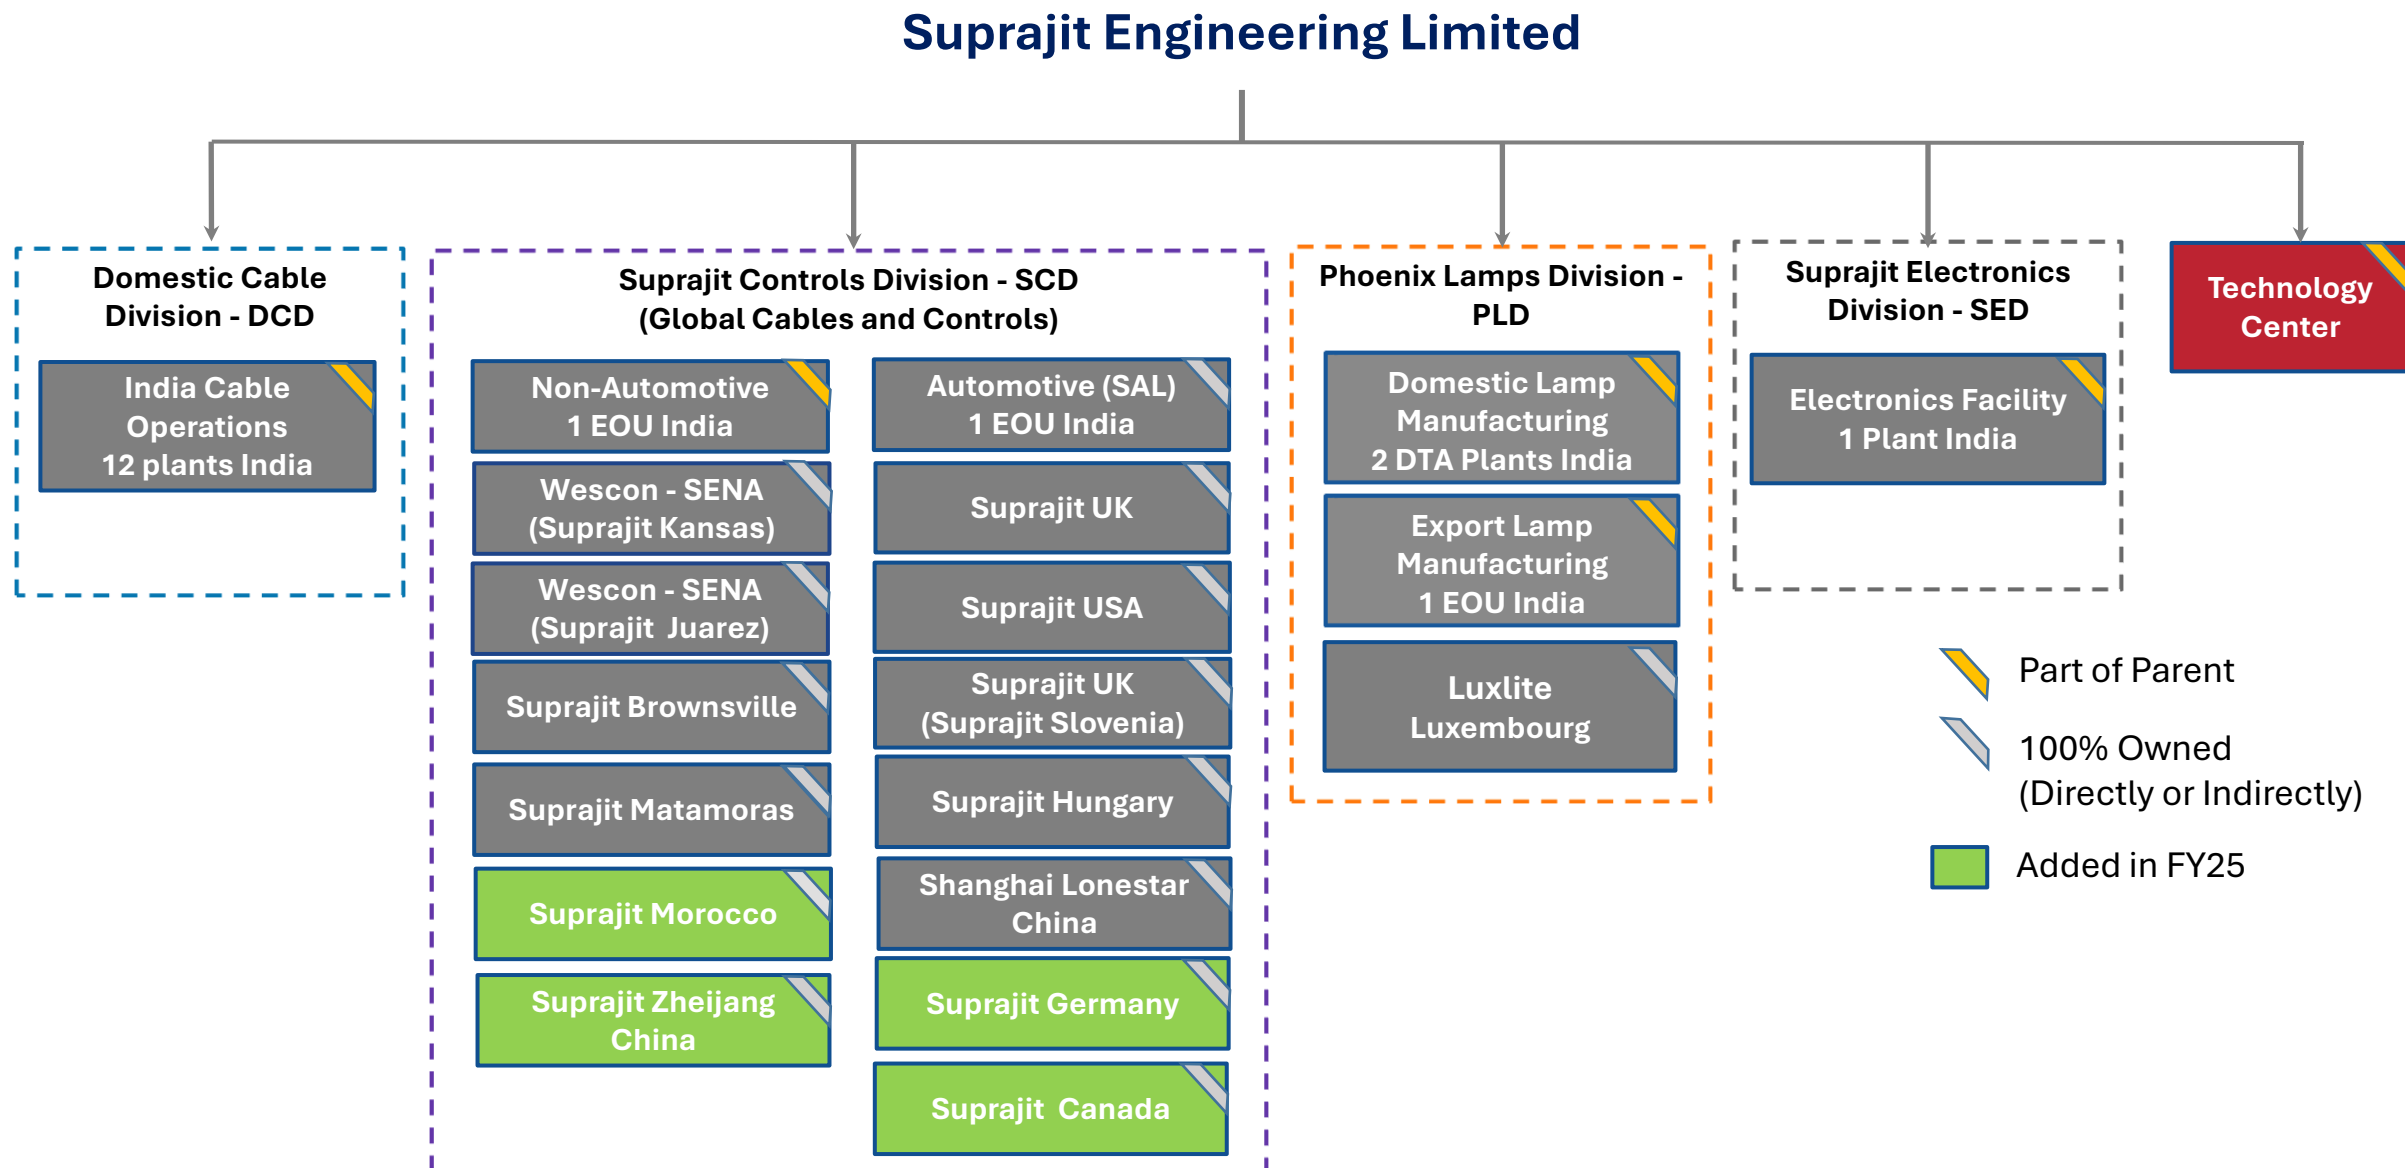 Suprajit Engineering Limited
Domestic Cable
Division - DCD
India Cable
Operations
12 plants India
Suprajit Controls Division - SCD
(Global Cables and Controls)
Non-Automotive
1 EOU India
Wescon - SENA
(Suprajit Kansas)
Wescon - SENA
(Suprajit Juarez)
Suprajit Brownsville
Suprajit Matamoras
Suprajit Morocco
Suprajit Zheijang
China
Automotive (SAL)
1 EOU India
Suprajit UK
Suprajit USA
Suprajit UK
(Suprajit Slovenia)
Suprajit Hungary
Shanghai Lonestar
China
Suprajit Germany
Suprajit Canada
Phoenix Lamps Division -
PLD
Domestic Lamp
Manufacturing
2 DTA Plants India
Export Lamp
Manufacturing
1 EOU India
Luxlite
Luxembourg
Suprajit Electronics
Division - SED
Electronics Facility
1 Plant India
Technology
Center
Part of Parent
100% Owned
(Directly or Indirectly)
Added in FY25